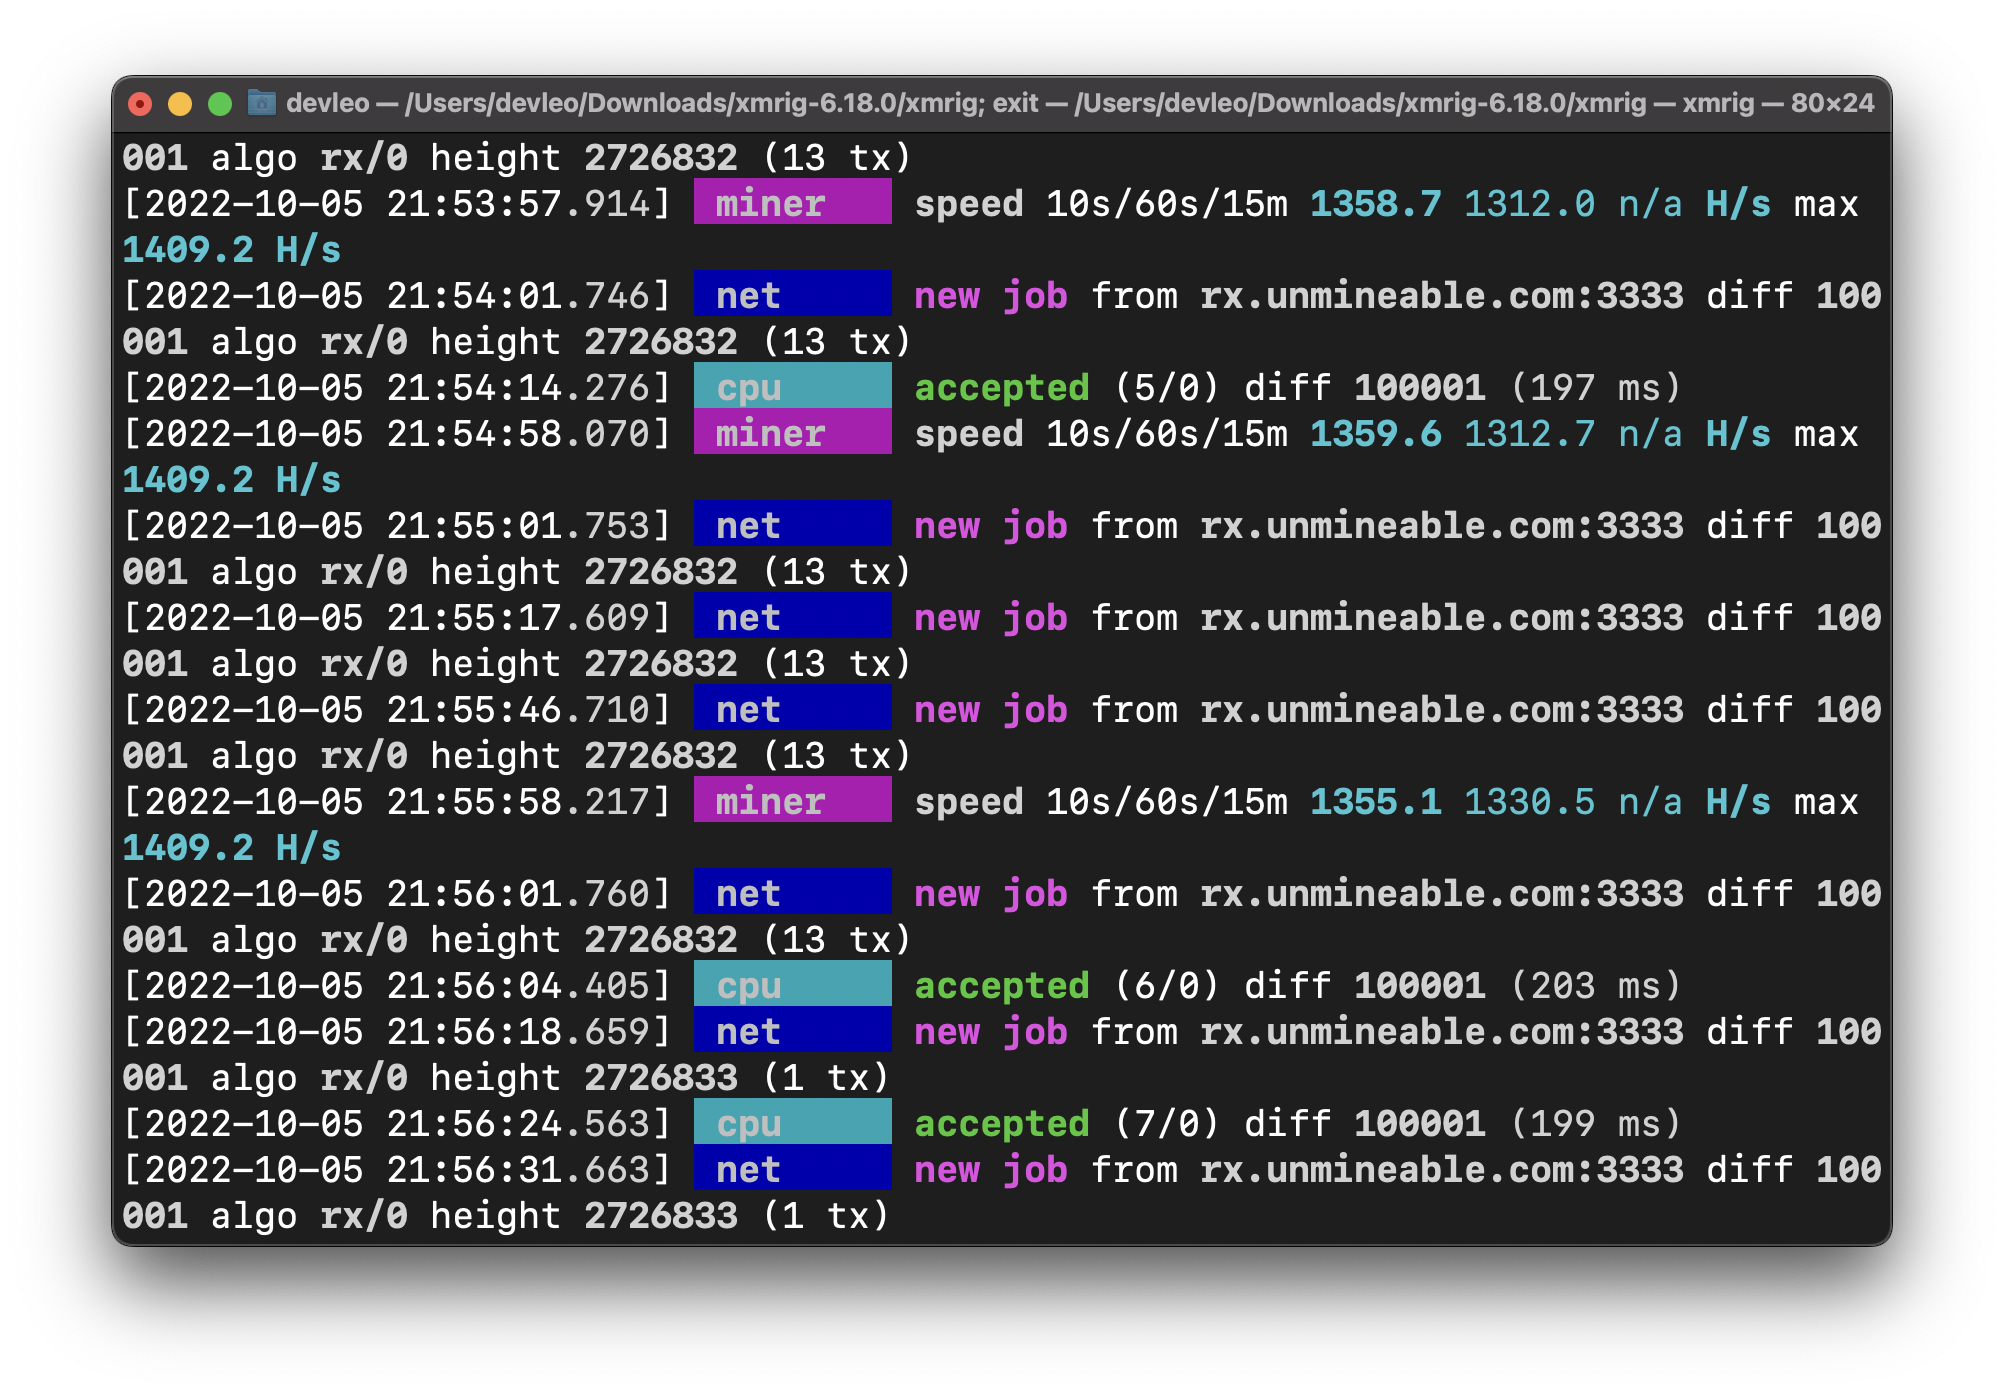 devleo — /Users/devleo/Downloads/xmrig-6.18.0/xmrig; exit — /Users/devleo/Downloads/xmrig-6.18.0/xmrig — xmrig — 80×24
001 algo rx/0 height 2726832 (13 tx)
[2022-10-05 21:53:57.914] miner speed 10s/60s/15m 1358.7 1312.0 n/a H/s max
1409.2 H/s
[2022-10-05 21:54:01.746] net new job from rx.unmineable.com:3333 diff 100
001 algo rx/0 height 2726832 (13 tx)
[2022-10-05 21:54:14.276] cpu accepted (5/0) diff 100001 (197 ms)
[2022-10-05 21:54:58.070] miner speed 10s/60s/15m 1359.6 1312.7 n/a H/s max
1409.2 H/s
[2022-10-05 21:55:01.753] net new job from rx.unmineable.com:3333 diff 100
001 algo rx/0 height 2726832 (13 tx)
[2022-10-05 21:55:17.609] net new job from rx.unmineable.com:3333 diff 100
001 algo rx/0 height 2726832 (13 tx)
[2022-10-05 21:55:46.710] net new job from rx.unmineable.com:3333 diff 100
001 algo rx/0 height 2726832 (13 tx)
[2022-10-05 21:55:58.217] miner speed 10s/60s/15m 1355.1 1330.5 n/a H/s max
1409.2 H/s
[2022-10-05 21:56:01.760] net new job from rx.unmineable.com:3333 diff 100
001 algo rx/0 height 2726832 (13 tx)
[2022-10-05 21:56:04.405] cpu accepted (6/0) diff 100001 (203 ms)
[2022-10-05 21:56:18.659] net new job from rx.unmineable.com:3333 diff 100
001 algo rx/0 height 2726833 (1 tx)
[2022-10-05 21:56:24.563] cpu accepted (7/0) diff 100001 (199 ms)
[2022-10-05 21:56:31.663] net new job from rx.unmineable.com:3333 diff 100
001 algo rx/0 height 2726833 (1 tx)